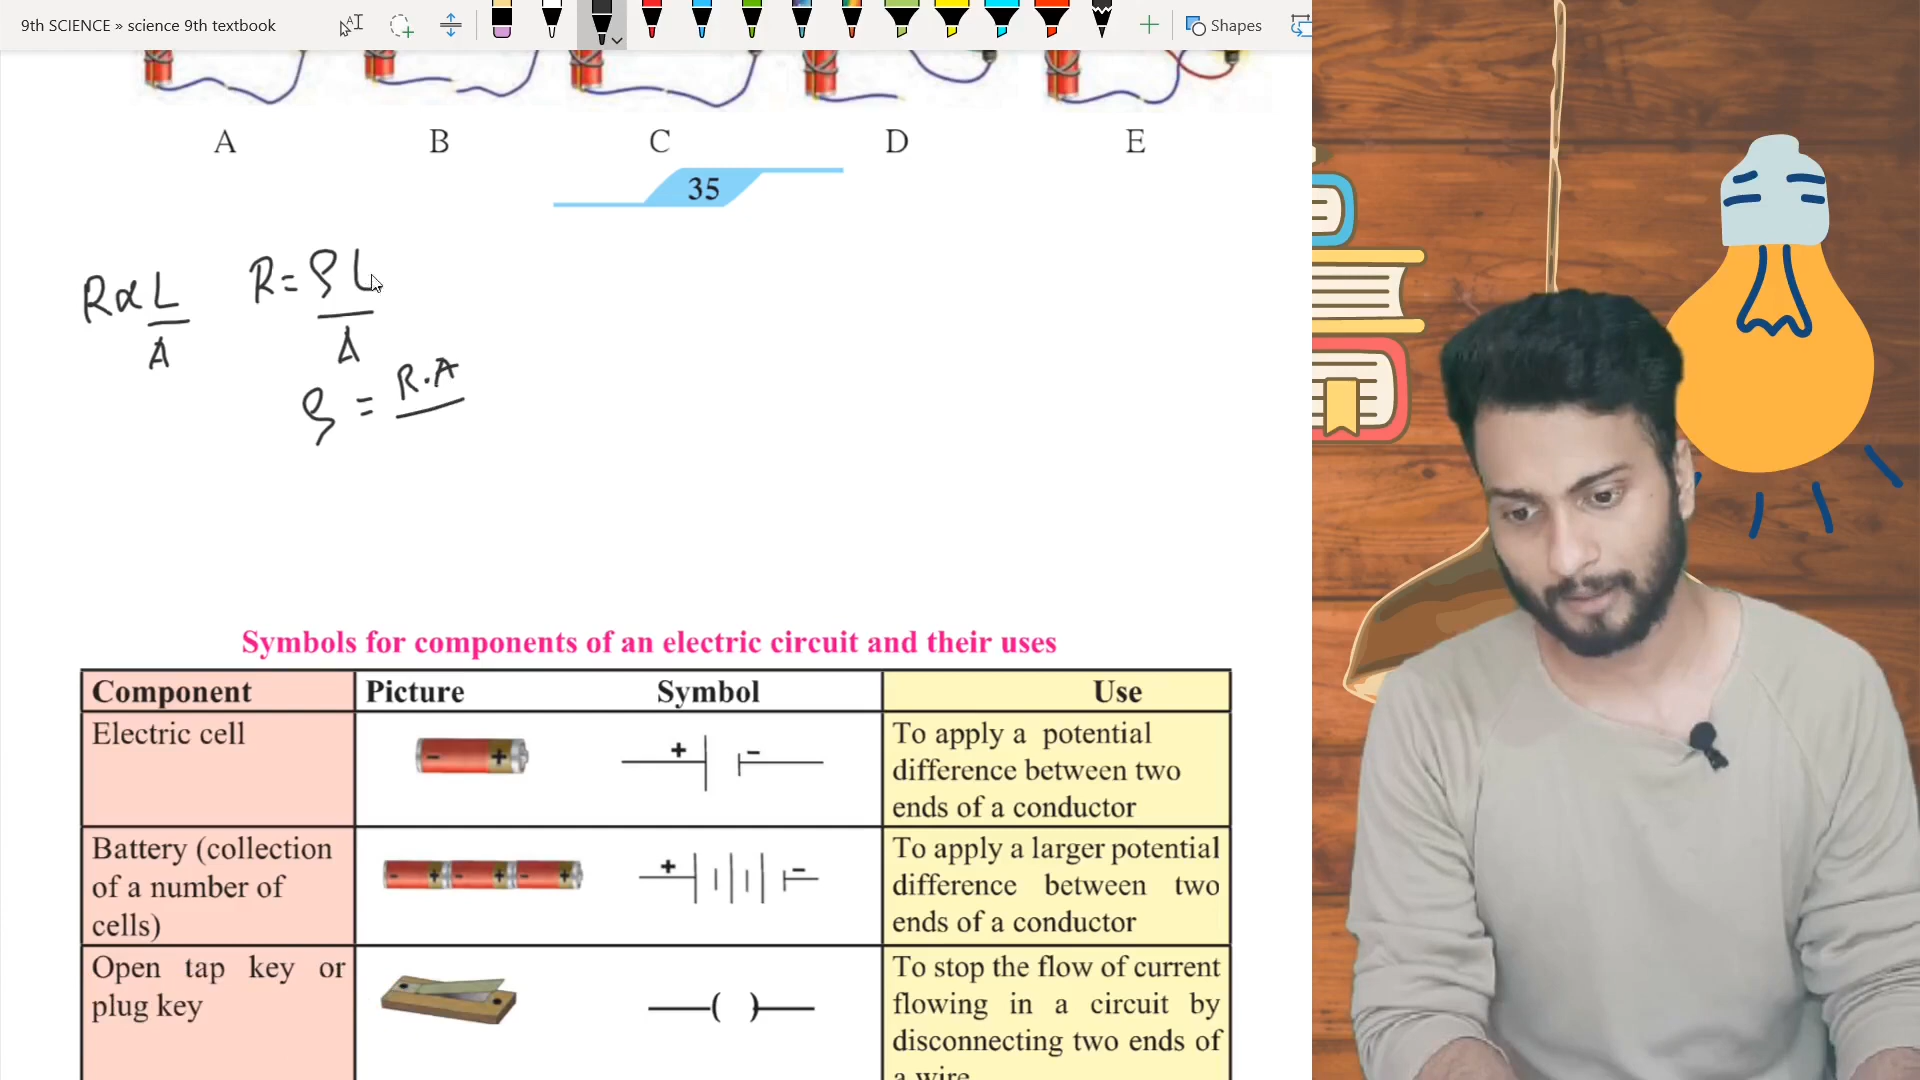 9th SCIENCE » science 9th textbook
Shapes
A B C D E
35
R∝L/A R=ρL/A
ρ = R.A
Symbols for components of an electric circuit and their uses
Component Picture Symbol Use
Electric cell
- +
+ -
To apply a potential
difference between two
ends of a conductor
Battery (collection
of a number of
cells)
- + - + - +
+ -
To apply a larger potential
difference between two
ends of a conductor
Open tap key or
plug key
( )
To stop the flow of current
flowing in a circuit by
disconnecting two ends of
a wire